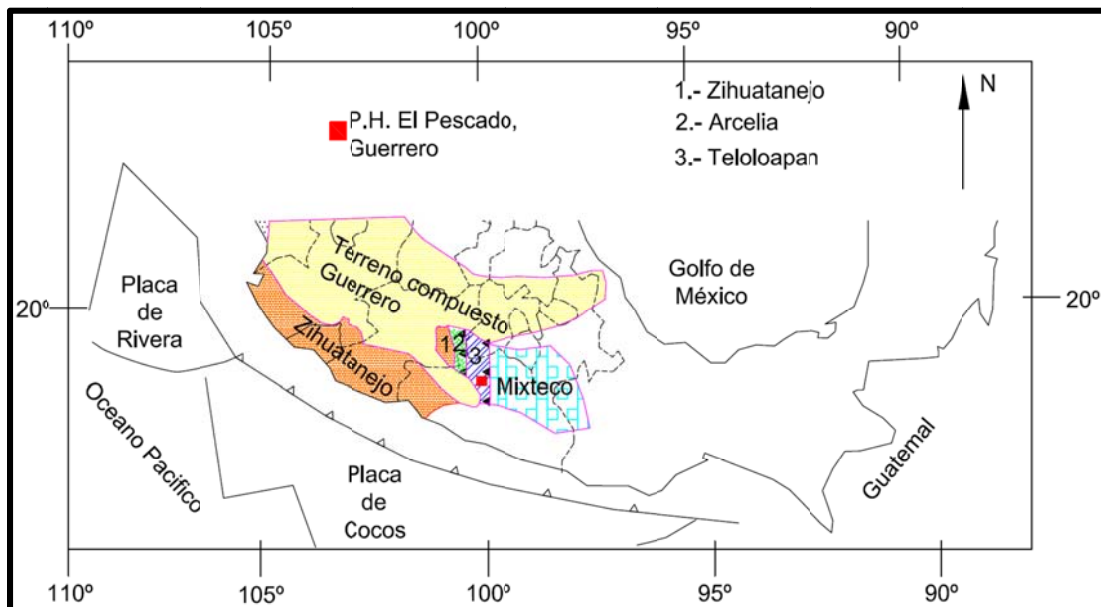 110º 105º 100º 95º 90º
1.- Zihuatanejo
2.- Arcelia
3.- Teloloapan
N
P.H. El Pescado,
Guerrero
Terreno compuesto
Guerrero
Golfo de
México
Placa
de
Rivera
20º
20º
Zihuatanejo
1 2 3
Mixteco
Oceano Pacifico
Guatemal
Placa
de
Cocos
110º 105º 100º 95º 90º